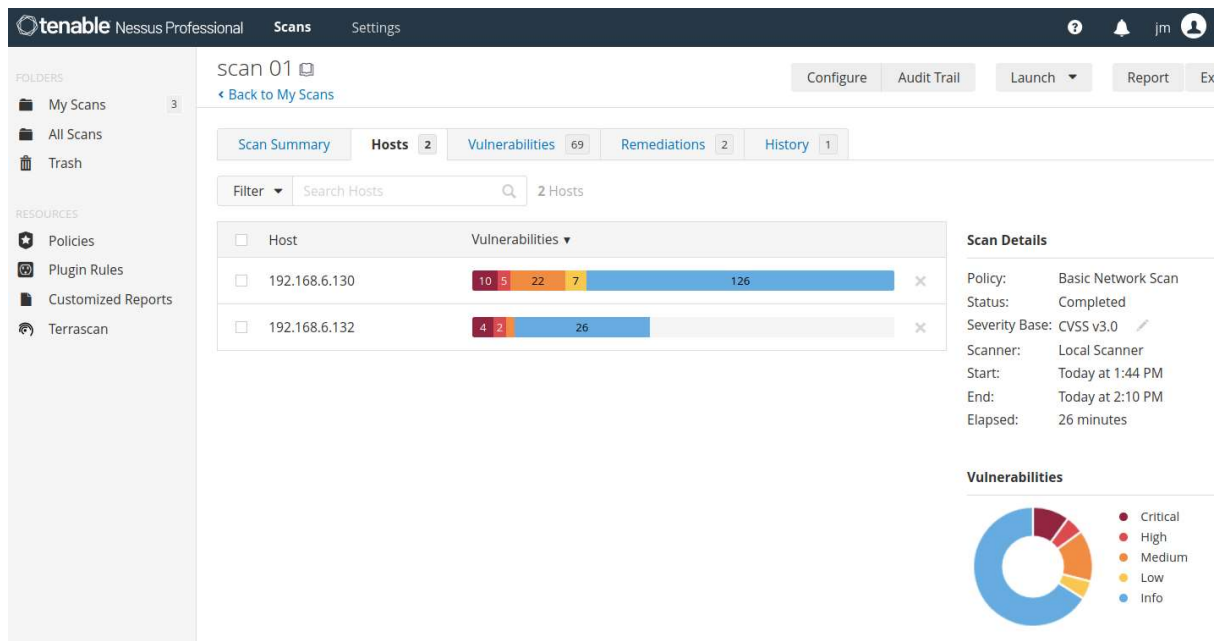 tenable Nessus Professional Scans Settings jm
FOLDERS
My Scans 3
All Scans
Trash
RESOURCES
Policies
Plugin Rules
Customized Reports
Terrascan
scan 01
Configure Audit Trail Launch Report Ex
Back to My Scans
Scan Summary Hosts 2 Vulnerabilities 69 Remediations 2 History 1
Filter Search Hosts 2 Hosts
Host Vulnerabilities
192.168.6.130 10 5 22 7 126
192.168.6.132 4 2 26
Scan Details
Policy: Basic Network Scan
Status: Completed
Severity Base: CVSS v3.0
Scanner: Local Scanner
Start: Today at 1:44 PM
End: Today at 2:10 PM
Elapsed: 26 minutes
Vulnerabilities
Critical
High
Medium
Low
Info